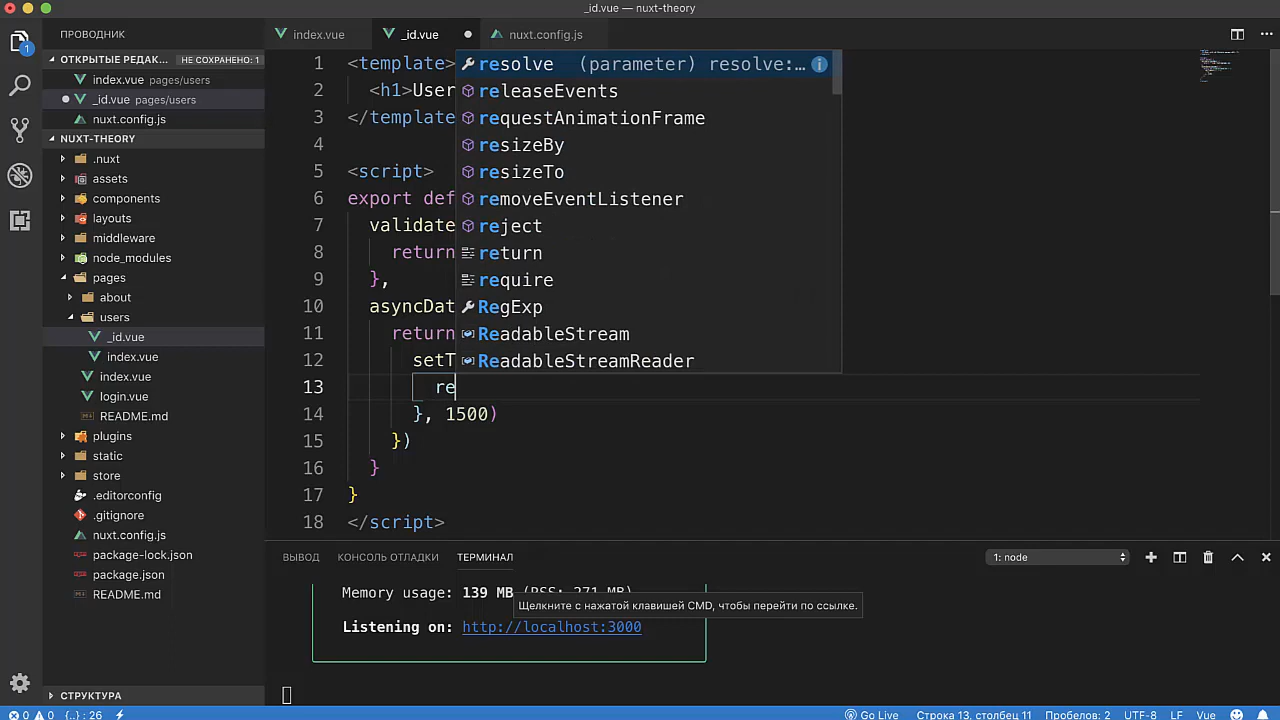 _id.vue — nuxt-theory
ПРОВОДНИК
index.vue
_id.vue
nuxt.config.js
ОТКРЫТЫЕ РЕДАК...
НЕ СОХРАНЕНО: 1
index.vue pages/users
_id.vue pages/users
nuxt.config.js
NUXT-THEORY
.nuxt
assets
components
layouts
middleware
node_modules
pages
about
users
_id.vue
index.vue
index.vue
login.vue
README.md
plugins
static
store
.editorconfig
.gitignore
nuxt.config.js
package-lock.json
package.json
README.md
СТРУКТУРА
1 <template>
2 <h1>User
3 </template
4
5 <script>
6 export def
7 validate
8 return
9 },
10 asyncDat
11 return
12 setT
13 re
14 }, 1500)
15 })
16 }
17 }
18 </script>
resolve (parameter) resolve:...
releaseEvents
requestAnimationFrame
resizeBy
resizeTo
removeEventListener
reject
return
require
RegExp
ReadableStream
ReadableStreamReader
ВЫВОД
КОНСОЛЬ ОТЛАДКИ
ТЕРМИНАЛ
1: node
Memory usage: 139 MB (RSS: 271 MB)
Щелкните с нажатой клавишей CMD, чтобы перейти по ссылке.
Listening on: http://localhost:3000
1
0 0 {..} : 26
Go Live
Строка 13, столбец 11
Пробелов: 2
UTF-8
LF
Vue